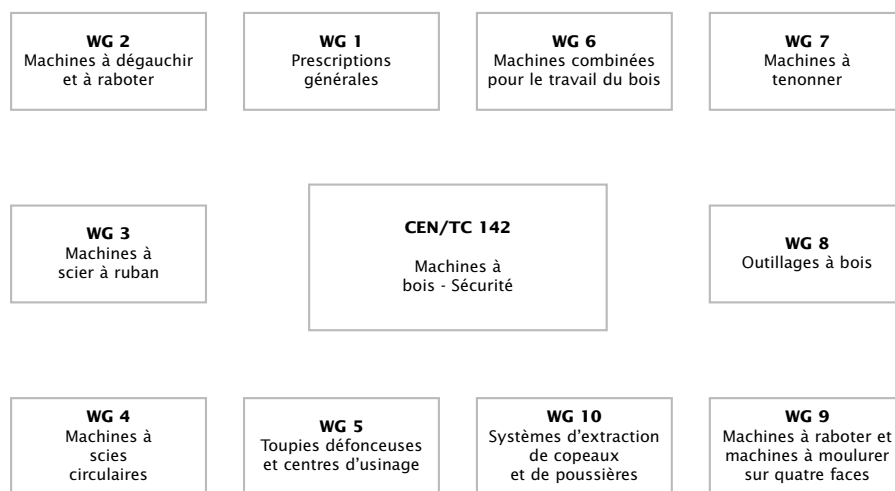 WG 2
Machines à dégauchir
et à raboter
WG 1
Prescriptions
générales
WG 6
Machines combinées
pour le travail du bois
WG 7
Machines à
tenonner
WG 3
Machines à
scier à ruban
CEN/TC 142
Machines à
bois - Sécurité
WG 8
Outillages à bois
WG 4
Machines à
scies
circulaires
WG 5
Toupies défonceuses
et centres d'usinage
WG 10
Systèmes d'extraction
de copeaux
et de poussières
WG 9
Machines à raboter et
machines à moulurer
sur quatre faces